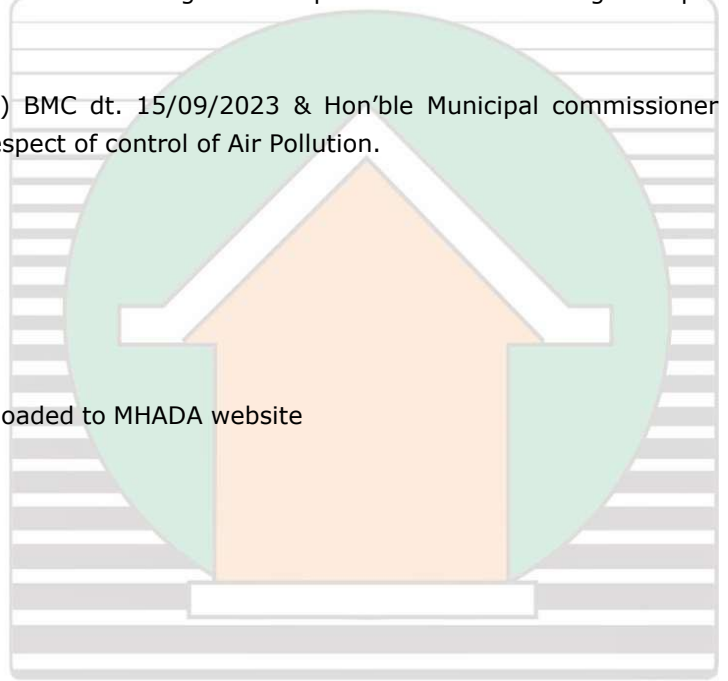 ) BMC dt. 15/09/2023 & Hon'ble Municipal commissioner
espect of control of Air Pollution.
oaded to MHADA website